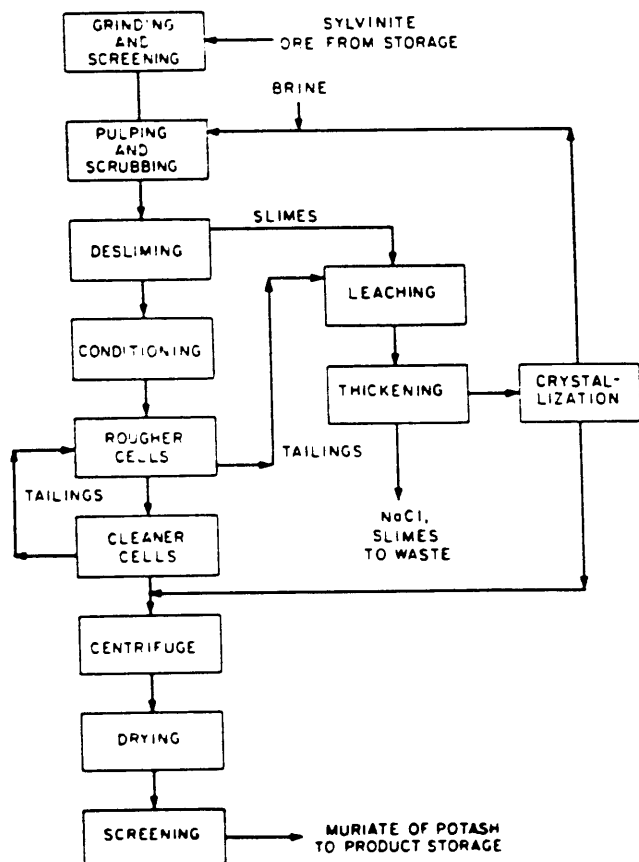 GRINDING
AND
SCREENING
SYLVINITE
ORE FROM STORAGE
BRINE
PULPING
AND
SCRUBBING
SLIMES
DESLIMING
LEACHING
CONDITIONING
THICKENING
CRYSTAL-
LIZATION
ROUGHER
CELLS
TAILINGS
TAILINGS
NaCl,
SLIMES
TO WASTE
CLEANER
CELLS
CENTRIFUGE
DRYING
SCREENING
MURIATE OF POTASH
TO PRODUCT STORAGE